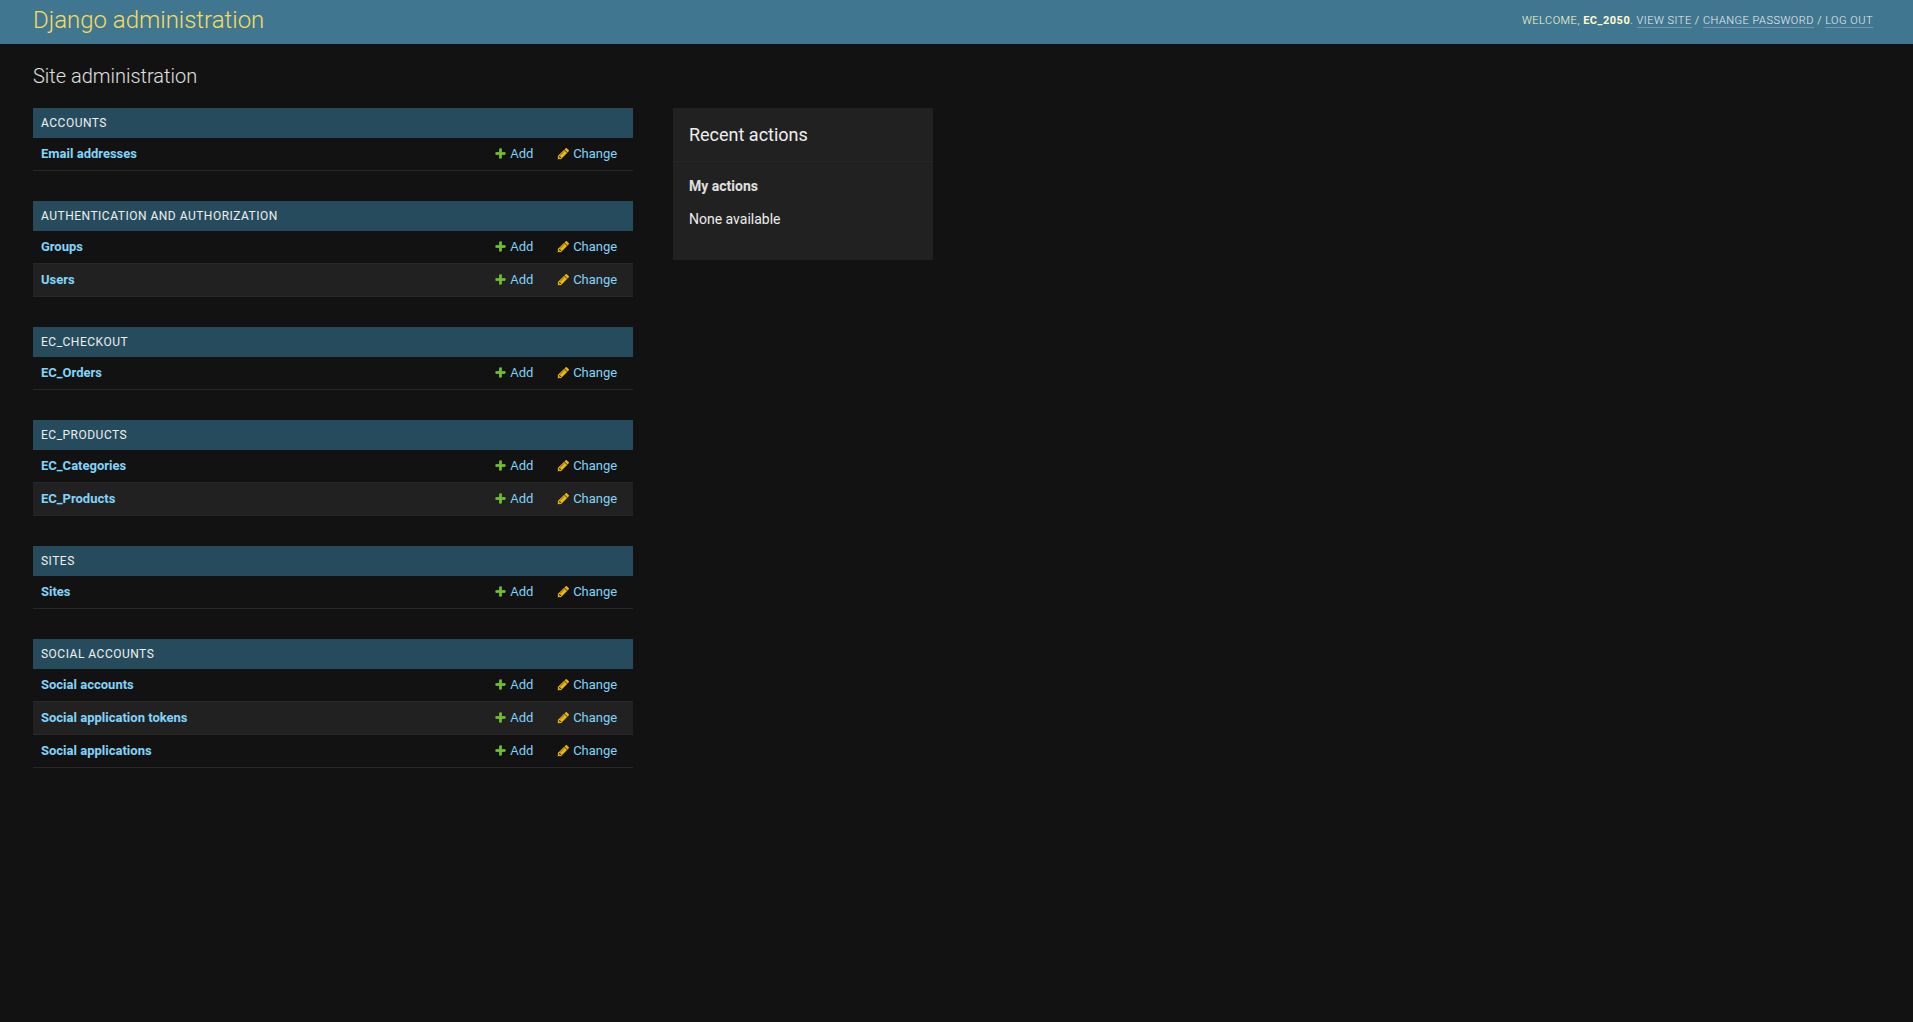 Django administration
WELCOME, EC_2050. VIEW SITE / CHANGE PASSWORD / LOG OUT
Site administration
ACCOUNTS
Email addresses Add Change
AUTHENTICATION AND AUTHORIZATION
Groups Add Change
Users Add Change
EC_CHECKOUT
EC_Orders Add Change
EC_PRODUCTS
EC_Categories Add Change
EC_Products Add Change
SITES
Sites Add Change
SOCIAL ACCOUNTS
Social accounts Add Change
Social application tokens Add Change
Social applications Add Change
Recent actions
My actions
None available